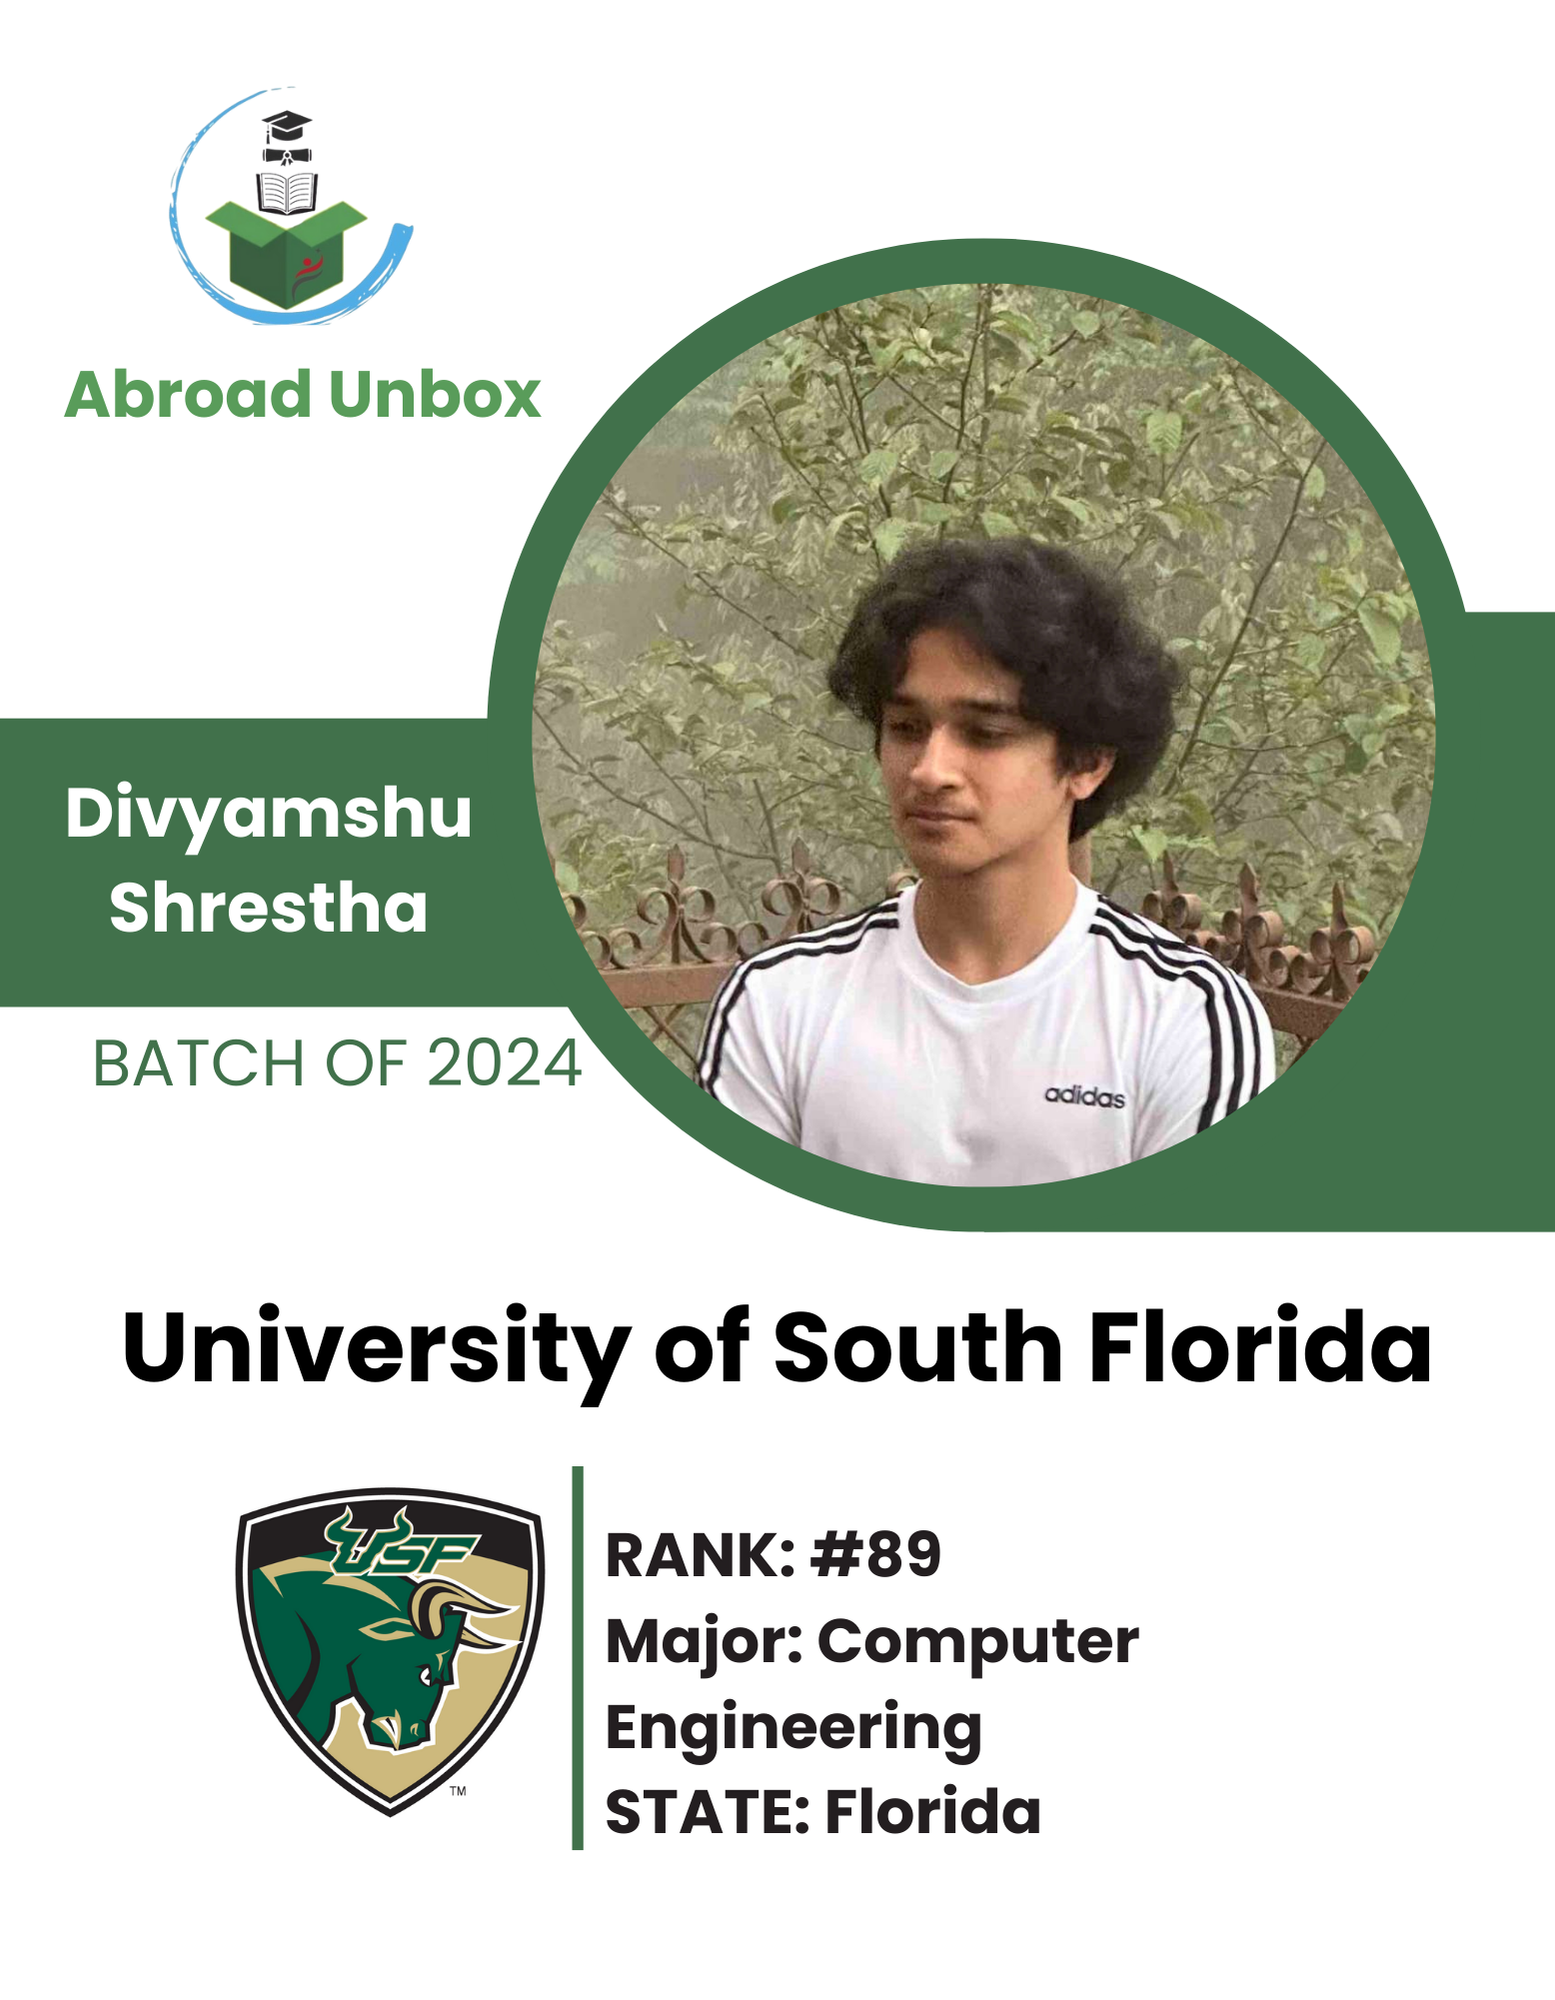 Abroad Unbox
Divyamshu
Shrestha
BATCH OF 2024
adidas
University of South Florida
USF
TM
RANK: #89
Major: Computer
Engineering
STATE: Florida